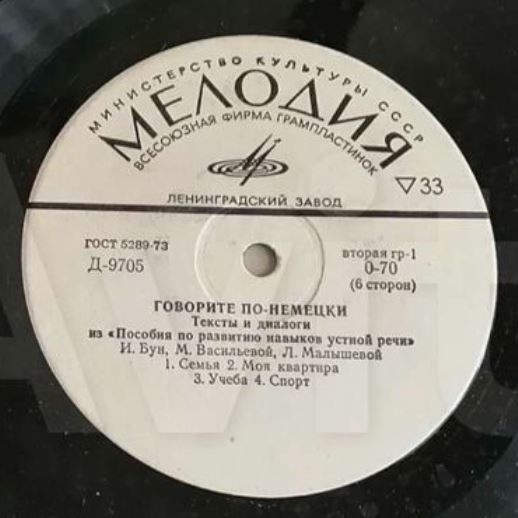 МИНИСТЕРСТВО КУЛЬТУРЫ СССР
МЕЛОДИЯ
ВСЕСОЮЗНАЯ ФИРМА ГРАМПЛАСТИНОК
▽33
ЛЕНИНГРАДСКИЙ ЗАВОД
ГОСТ 5289-73
Д-9705
вторая гр-1
0-70
(6 сторон)
ГОВОРИТЕ ПО-НЕМЕЦКИ
Тексты и диалоги
из «Пособия по развитию навыков устной речи»
И. Бун, М. Васильевой, Л. Малышевой
1. Семья 2. Моя квартира
3. Учеба 4. Спорт